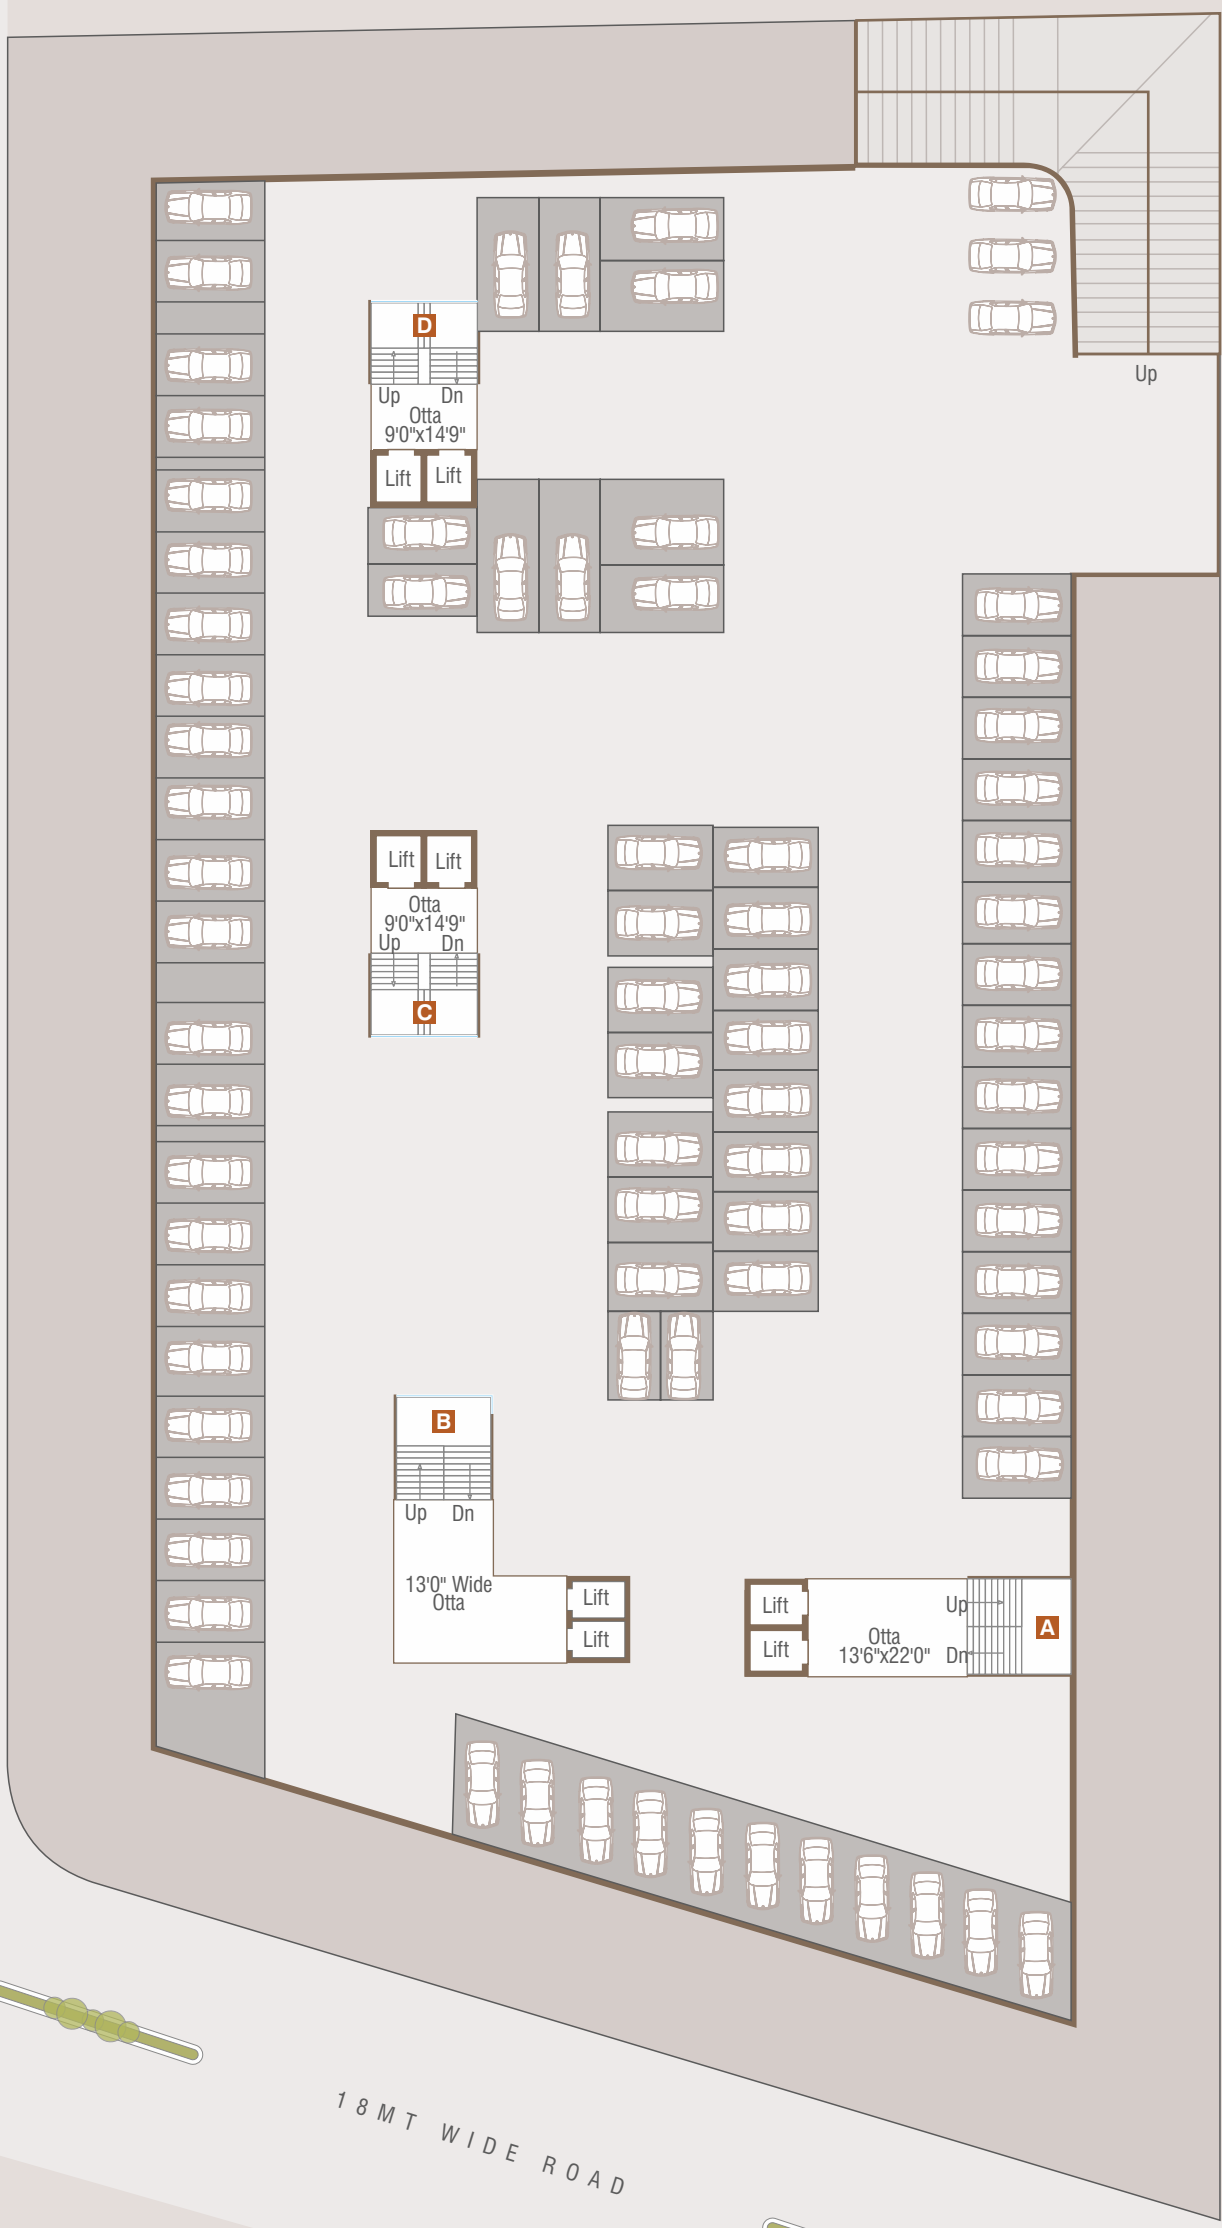 D
Up Dn
Otta
9'0"x14'9"
Lift Lift
Up
Lift Lift
Otta
9'0"x14'9"
Up Dn
C
B
Up Dn
13'0" Wide
Otta
Lift
Lift
Lift
Lift
Otta
13'6"x22'0"
Up
Dn
A
18MT WIDE ROAD